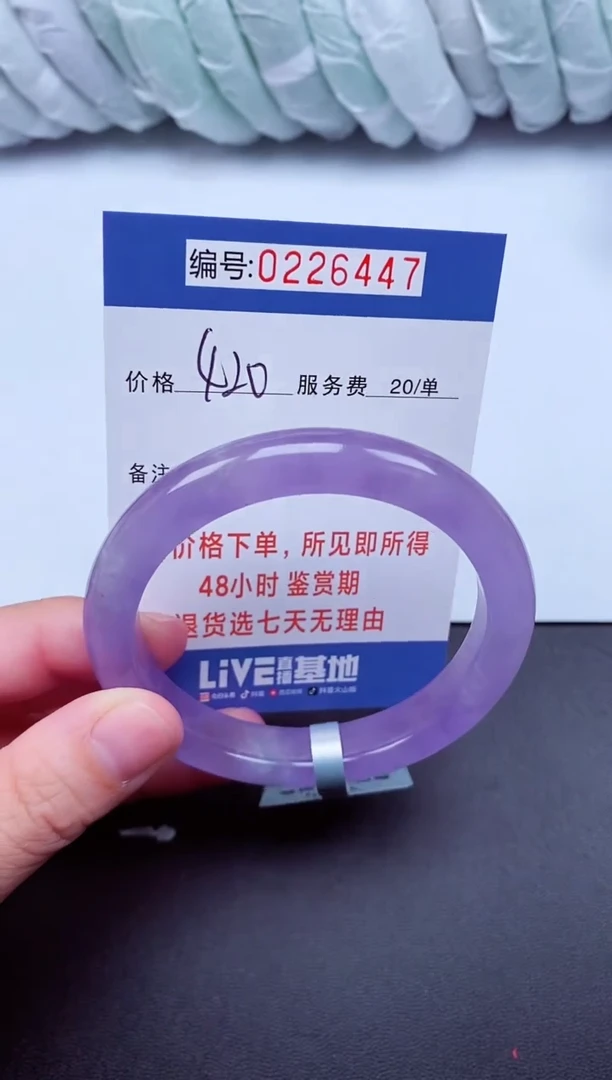 编号:0226447
价格 420 服务费 20/单
备注
价格下单，所见即所得
48小时 鉴赏期
退货选七天无理由
LiVE直播基地